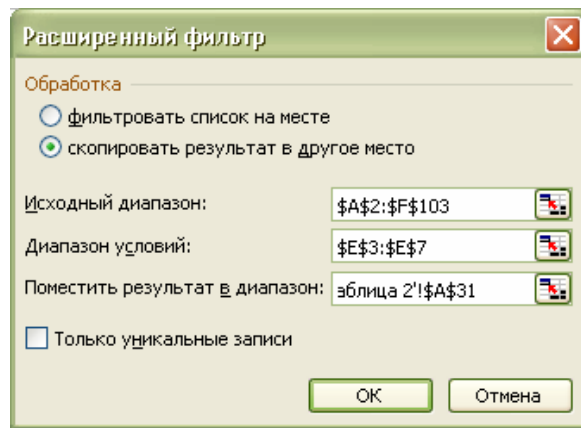 Расширенный фильтр
Обработка
фильтровать список на месте
скопировать результат в другое место
Исходный диапазон: $A$2:$F$103
Диапазон условий: $E$3:$E$7
Поместить результат в диапазон: эблица 2'!$A$31
Только уникальные записи
ОК Отмена